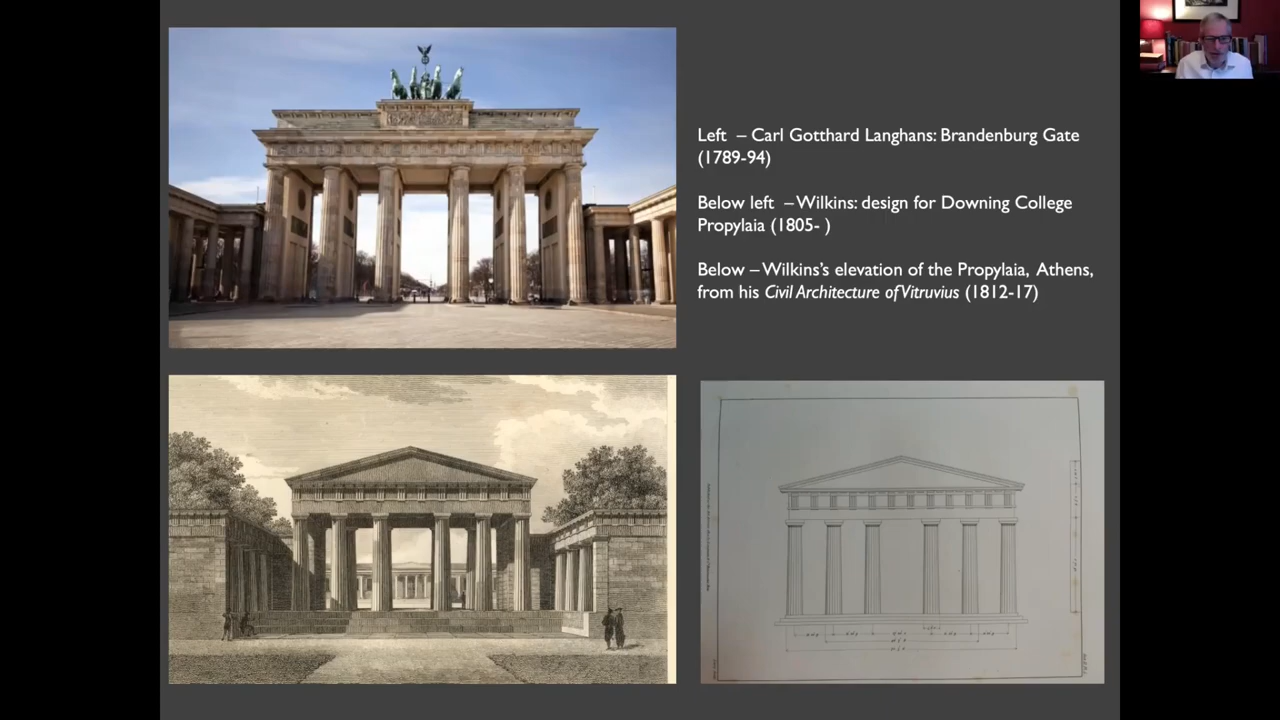 Left – Carl Gotthard Langhans: Brandenburg Gate
(1789-94)
Below left – Wilkins: design for Downing College
Propylaia (1805- )
Below – Wilkins's elevation of the Propylaia, Athens,
from his Civil Architecture of Vitruvius (1812-17)